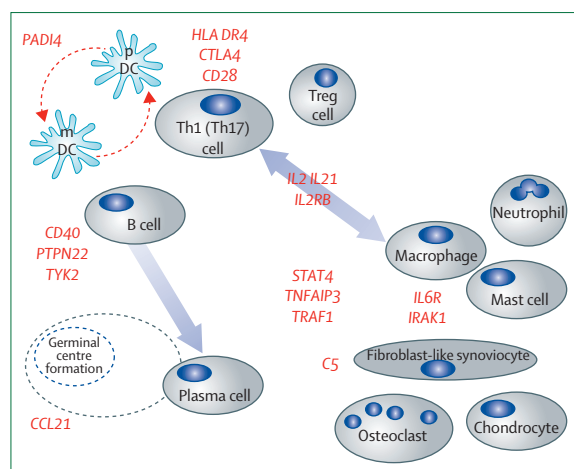 PADI4
HLA DR4
CTLA4
CD28
p
DC
m
DC
Th1 (Th17)
cell
Treg
cell
IL2 IL21
IL2RB
Neutrophil
B cell
CD40
PTPN22
TYK2
Macrophage
Mast cell
STAT4
TNFAIP3
TRAF1
IL6R
IRAK1
Germinal
centre
formation
Plasma cell
CCL21
C5
Fibroblast-like synoviocyte
Osteoclast
Chondrocyte